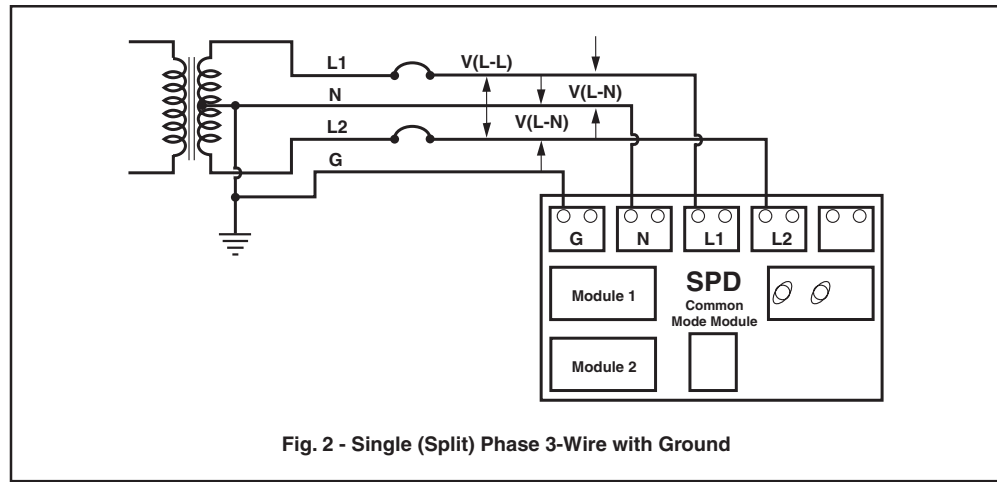 L1
V(L-L)
N
V(L-N)
L2
V(L-N)
G
G
N
L1
L2
Module 1
SPD
Common
Mode Module
Module 2
Fig. 2 - Single (Split) Phase 3-Wire with Ground